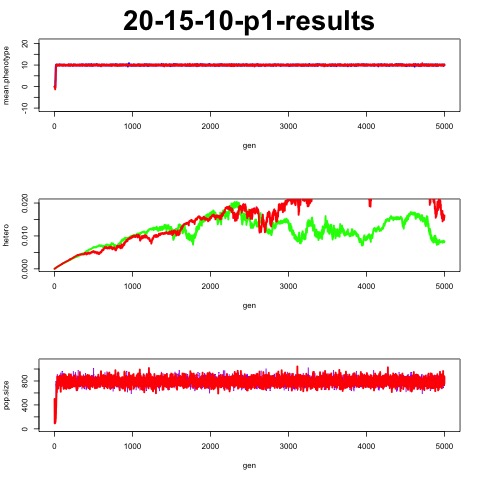 20-15-10-p1-results
mean.phenotype
20
10
0
-10
0 1000 2000 3000 4000 5000
gen
hetero
0.020
0.010
0.000
0 1000 2000 3000 4000 5000
gen
pop.size
800
400
0
0 1000 2000 3000 4000 5000
gen